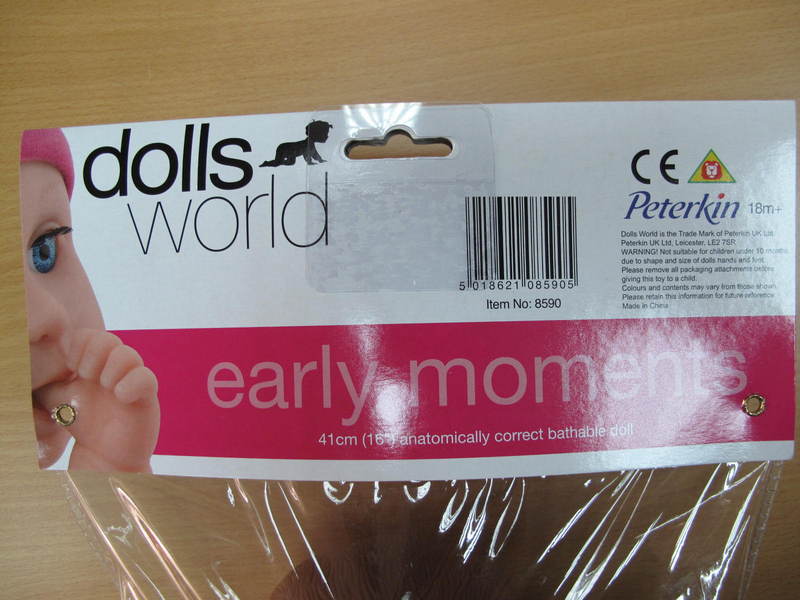 dolls
world
CE
Peterkin 18m+
Dolls World is the Trade Mark of Peterkin UK Ltd.
Peterkin UK Ltd, Leicester, LE2 7SR
WARNING! Not suitable for children under 10 months
due to shape and size of dolls hands and feet.
Please remove all packaging attachments before
giving this toy to a child.
Colours and contents may vary from those shown.
Please retain this information for future reference.
Made in China
5 018621 085905
Item No: 8590
early moments
41cm (16") anatomically correct bathable doll